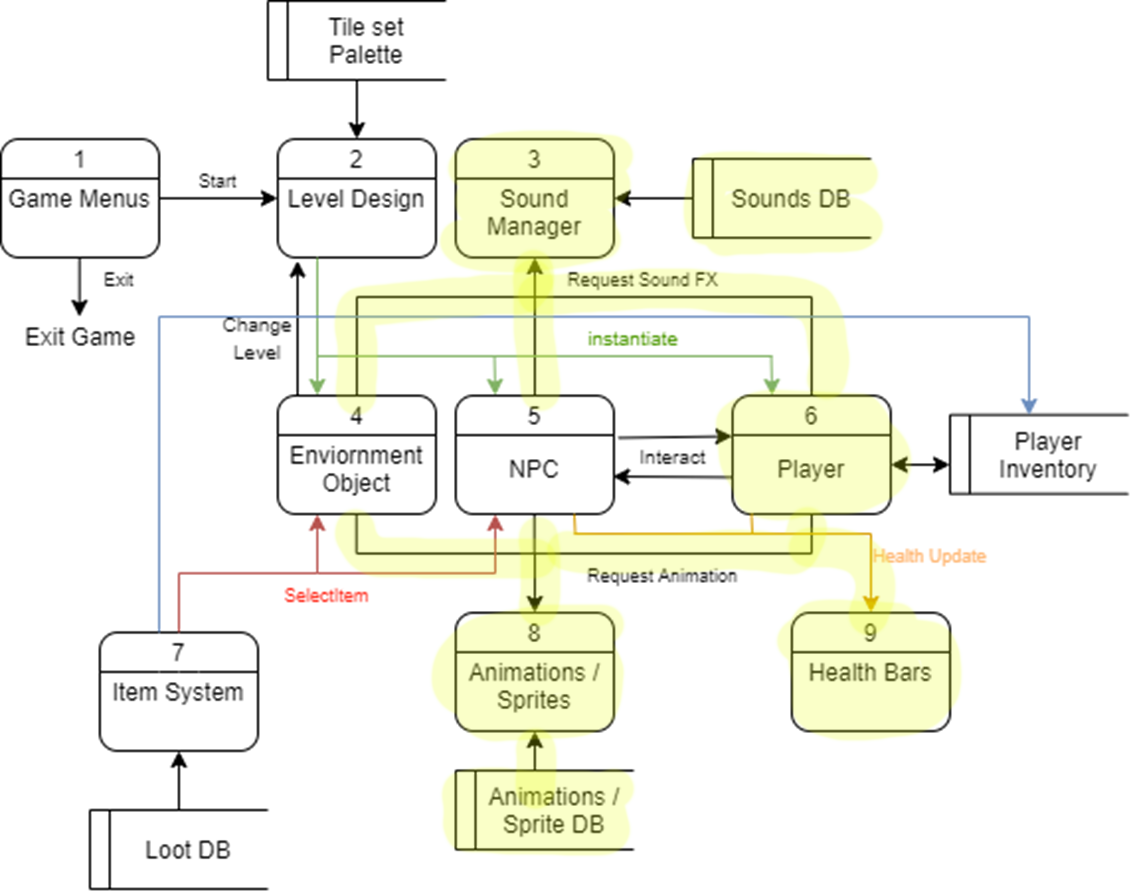 Tile set
Palette
1
Game Menus
Start
2
Level Design
3
Sound
Manager
Sounds DB
Exit
Exit Game
Request Sound FX
Change
Level
instantiate
4
Enviornment
Object
5
NPC
Interact
6
Player
Player
Inventory
Health Update
Request Animation
SelectItem
7
Item System
8
Animations /
Sprites
9
Health Bars
Animations /
Sprite DB
Loot DB